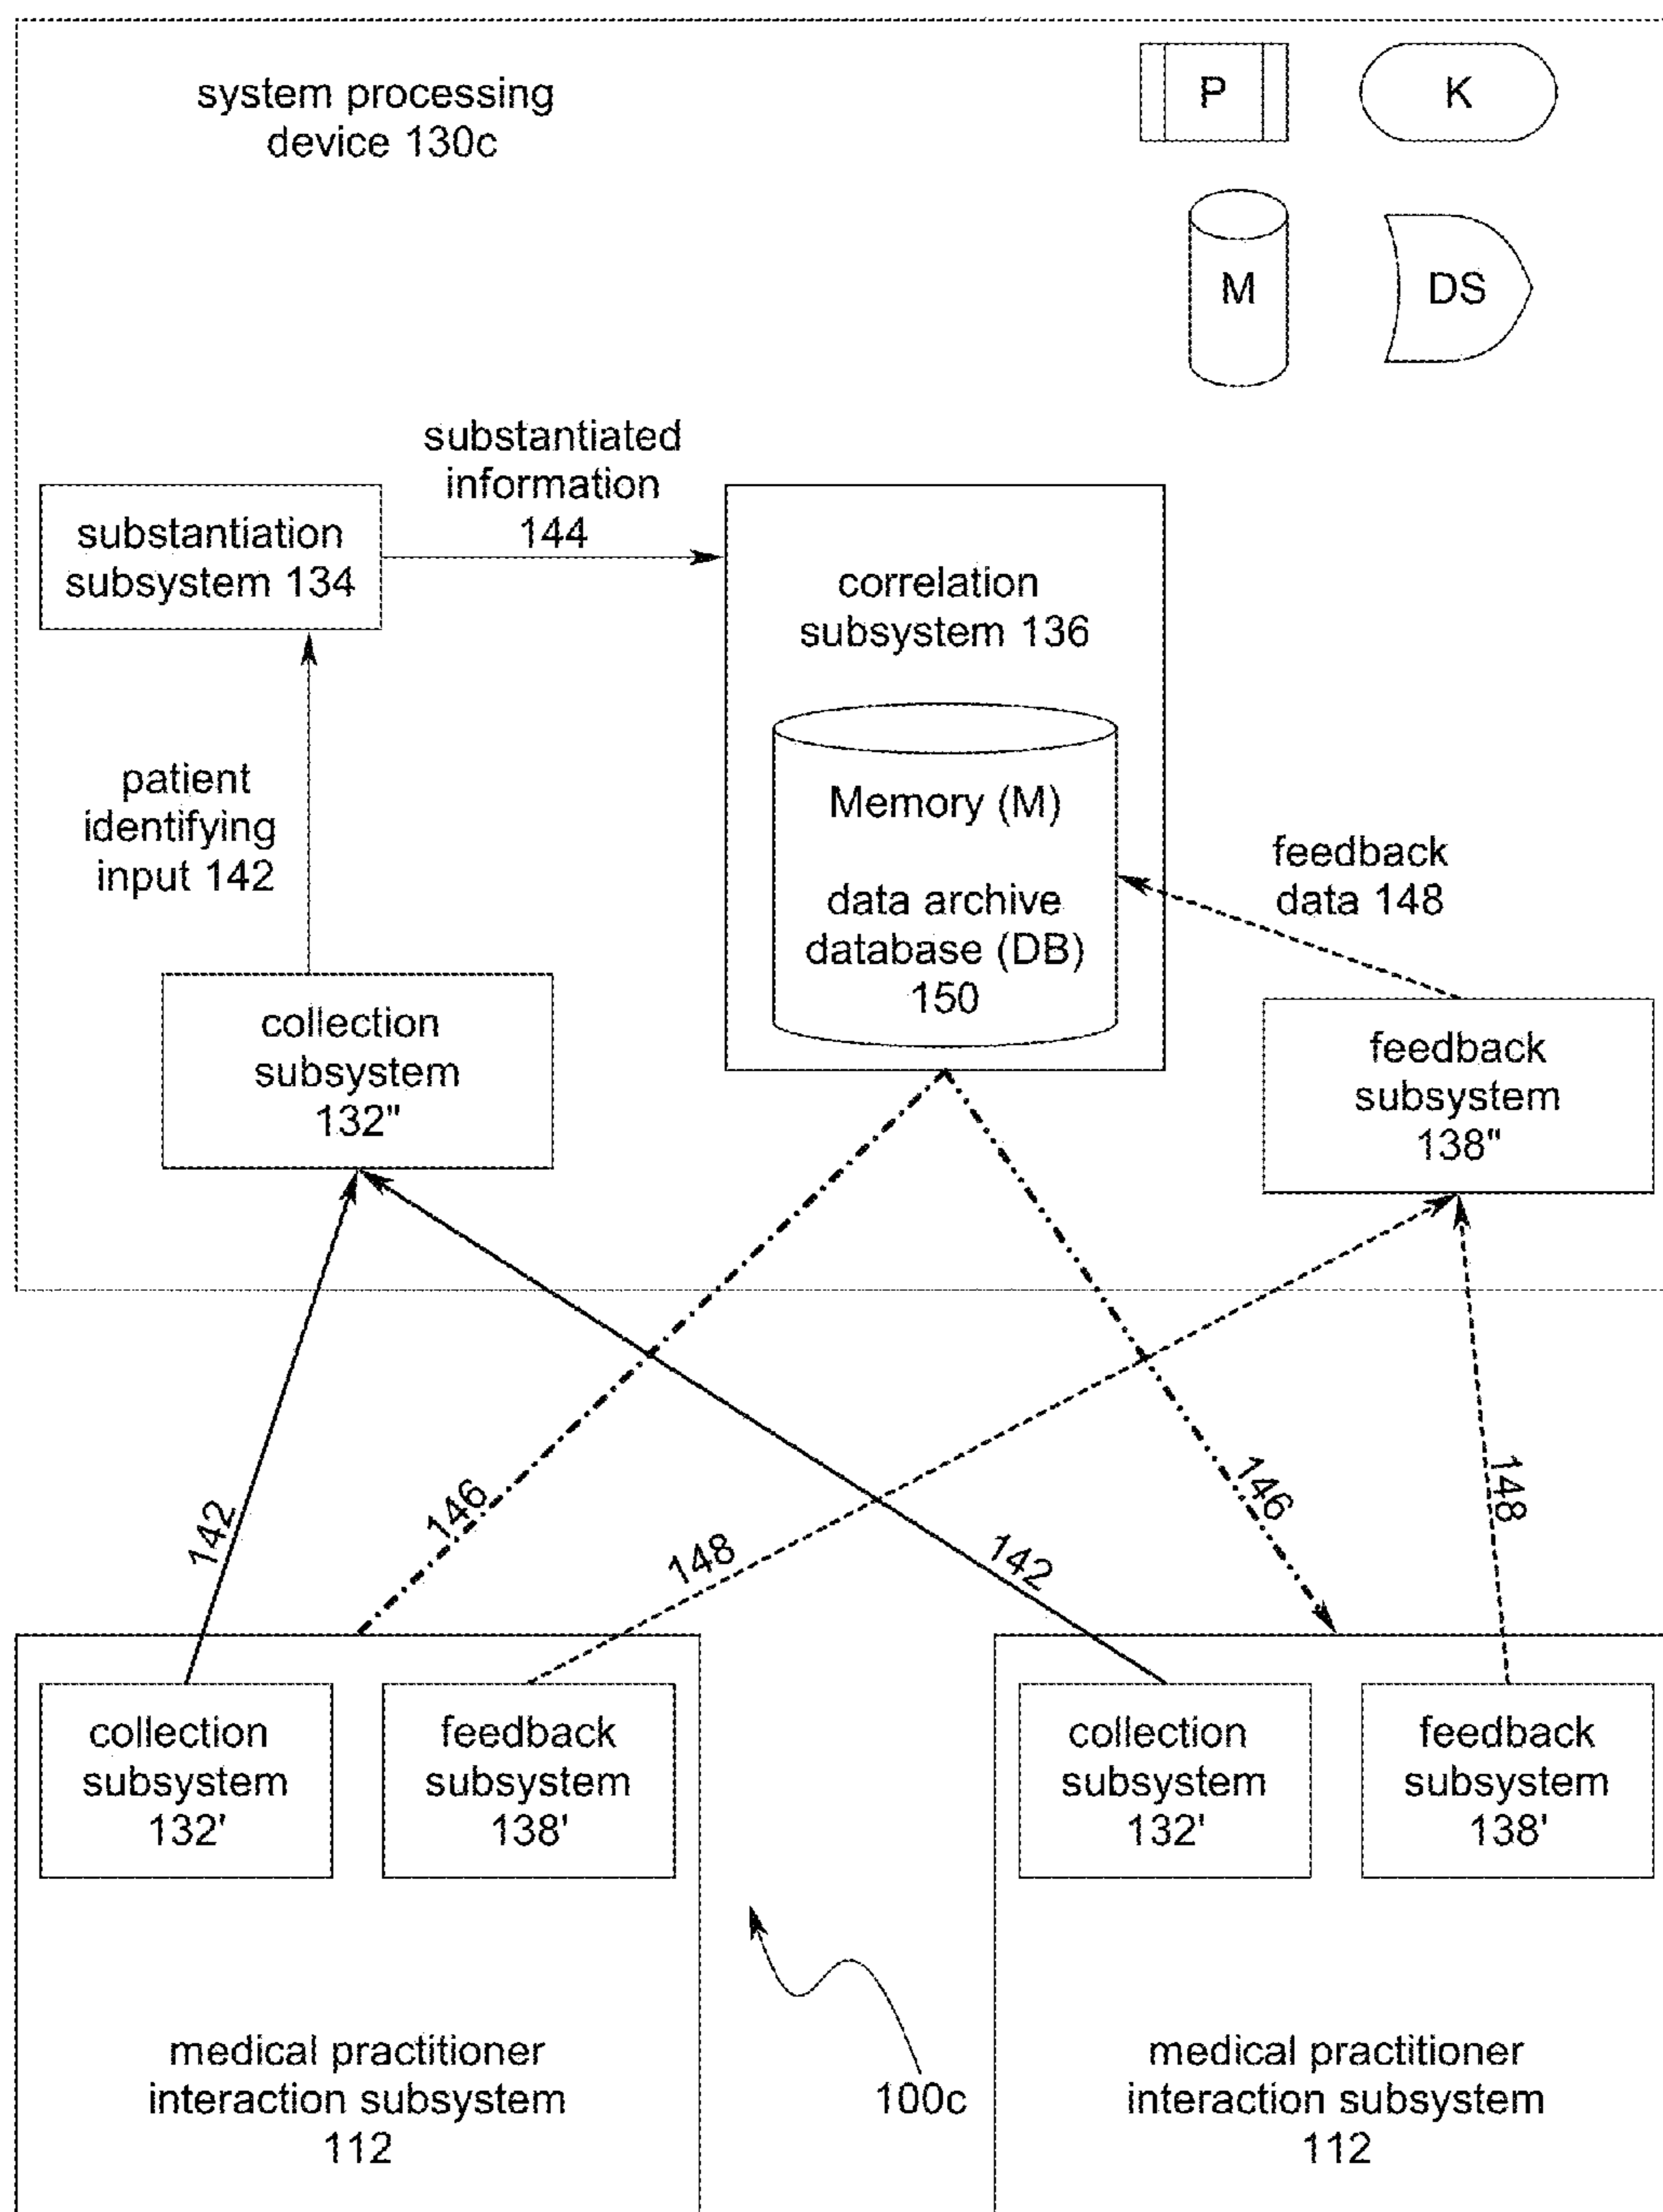 system processing
device 130c
P
K
M
DS
substantiated
information
144
substantiation
subsystem 134
correlation
subsystem 136
patient
identifying
input 142
Memory (M)
data archive
database (DB)
150
feedback
data 148
collection
subsystem
132"
feedback
subsystem
138"
142
146
148
142
146
148
collection
subsystem
132'
feedback
subsystem
138'
collection
subsystem
132'
feedback
subsystem
138'
medical practitioner
interaction subsystem
112
100c
medical practitioner
interaction subsystem
112